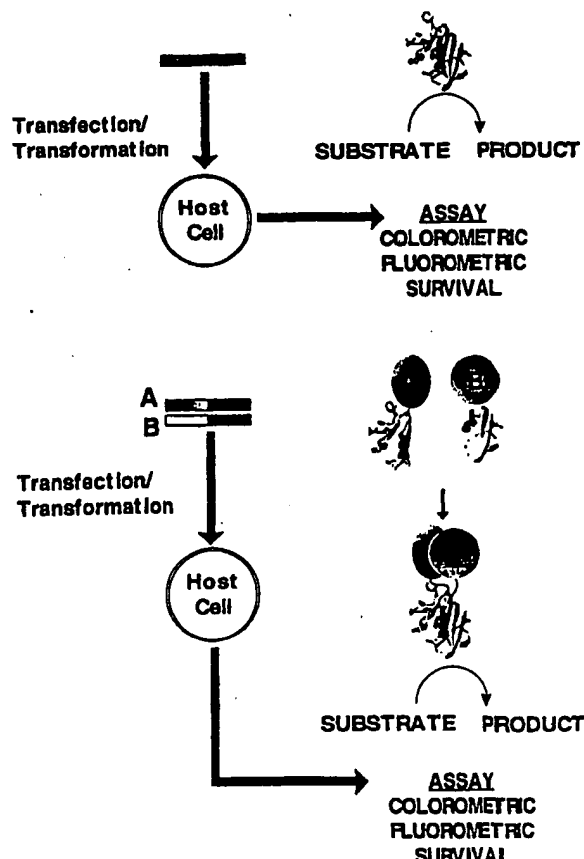 Transfection/
Transformation
SUBSTRATE PRODUCT
Host
Cell
ASSAY
COLOROMETRIC
FLUOROMETRIC
SURVIVAL
A
B
B
Transfection/
Transformation
Host
Cell
SUBSTRATE PRODUCT
ASSAY
COLOROMETRIC
FLUOROMETRIC
SURVIVAL